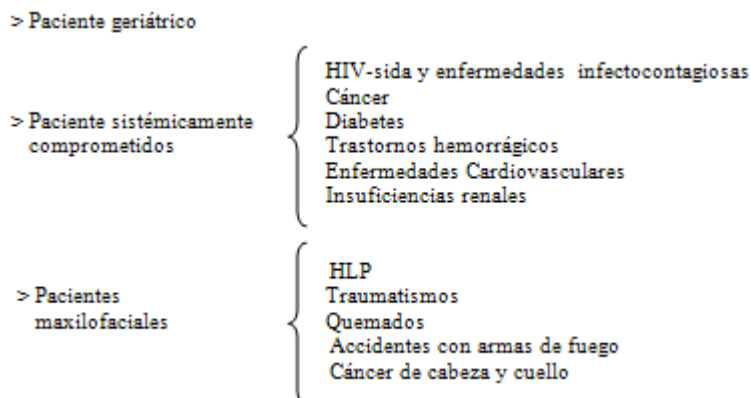 > Paciente geriátrico
HIV-sida y enfermedades infectocontagiosas
Cáncer
> Paciente sistémicamente
comprometidos
Diabetes
Trastornos hemorrágicos
Enfermedades Cardiovasculares
Insuficiencias renales
HLP
> Pacientes
maxilofaciales
Traumatismos
Quemados
Accidentes con armas de fuego
Cáncer de cabeza y cuello